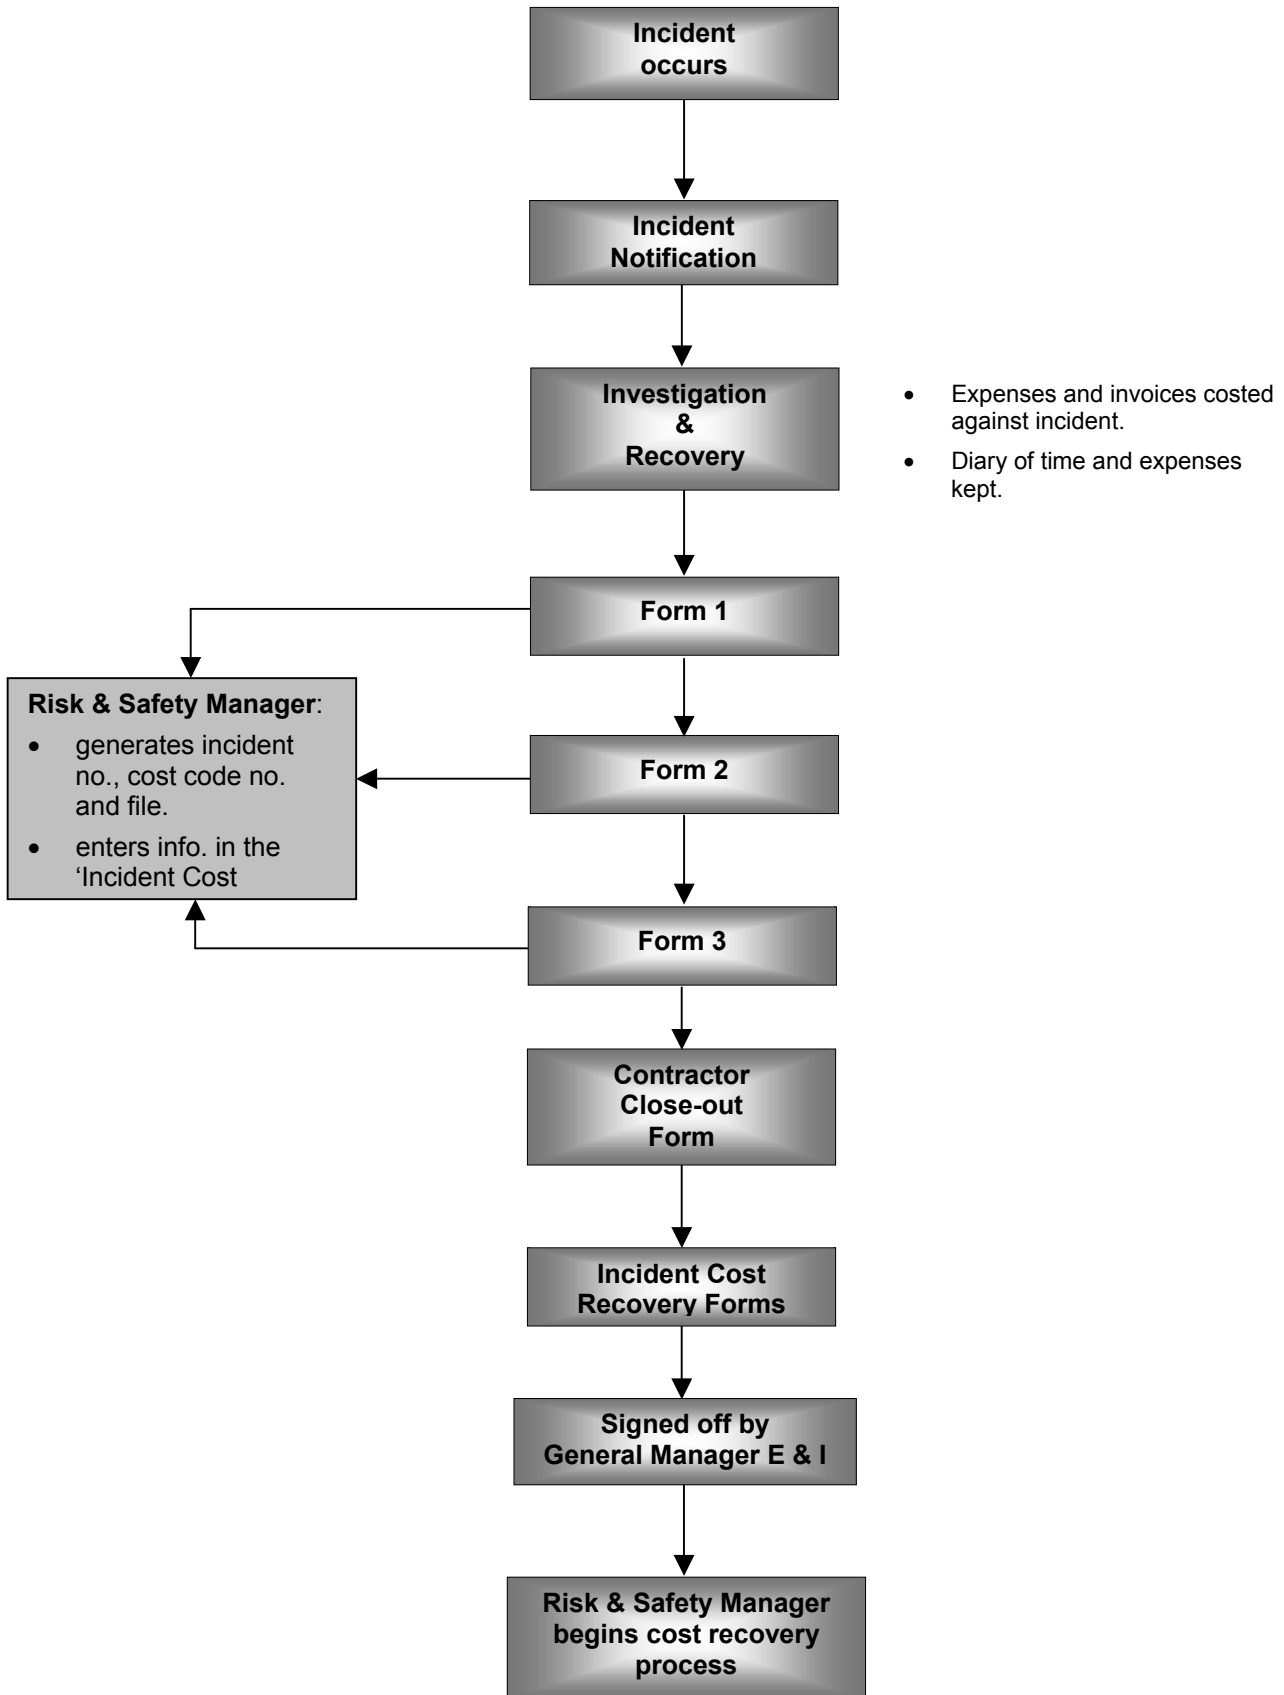 Incident
occurs
Incident
Notification
Investigation
&
Recovery
• Expenses and invoices costed
against incident.
• Diary of time and expenses
kept.
Form 1
Risk & Safety Manager:
• generates incident
no., cost code no.
and file.
• enters info. in the
‘Incident Cost
Form 2
Form 3
Contractor
Close-out
Form
Incident Cost
Recovery Forms
Signed off by
General Manager E & I
Risk & Safety Manager
begins cost recovery
process